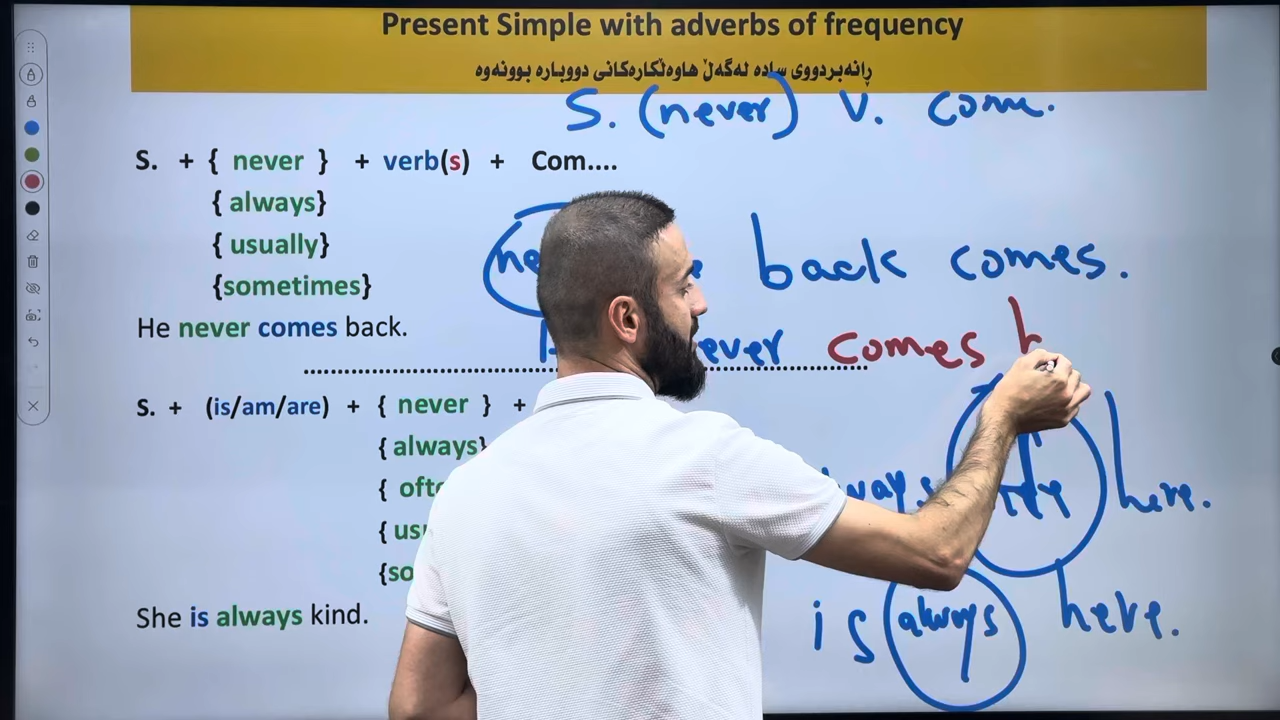 Present Simple with adverbs of frequency
ڕانەبردووی سادە لەگەڵ هاوەڵکارەکانی دووبارە بوونەوە
S. (never) V. com.
S. + { never } + verb(s) + Com....
{ always}
{ usually}
{sometimes}
back comes.
He never comes back.
comes
S. + (is/am/are) + { never } +
{ always}
here.
She is always kind.
is always here.